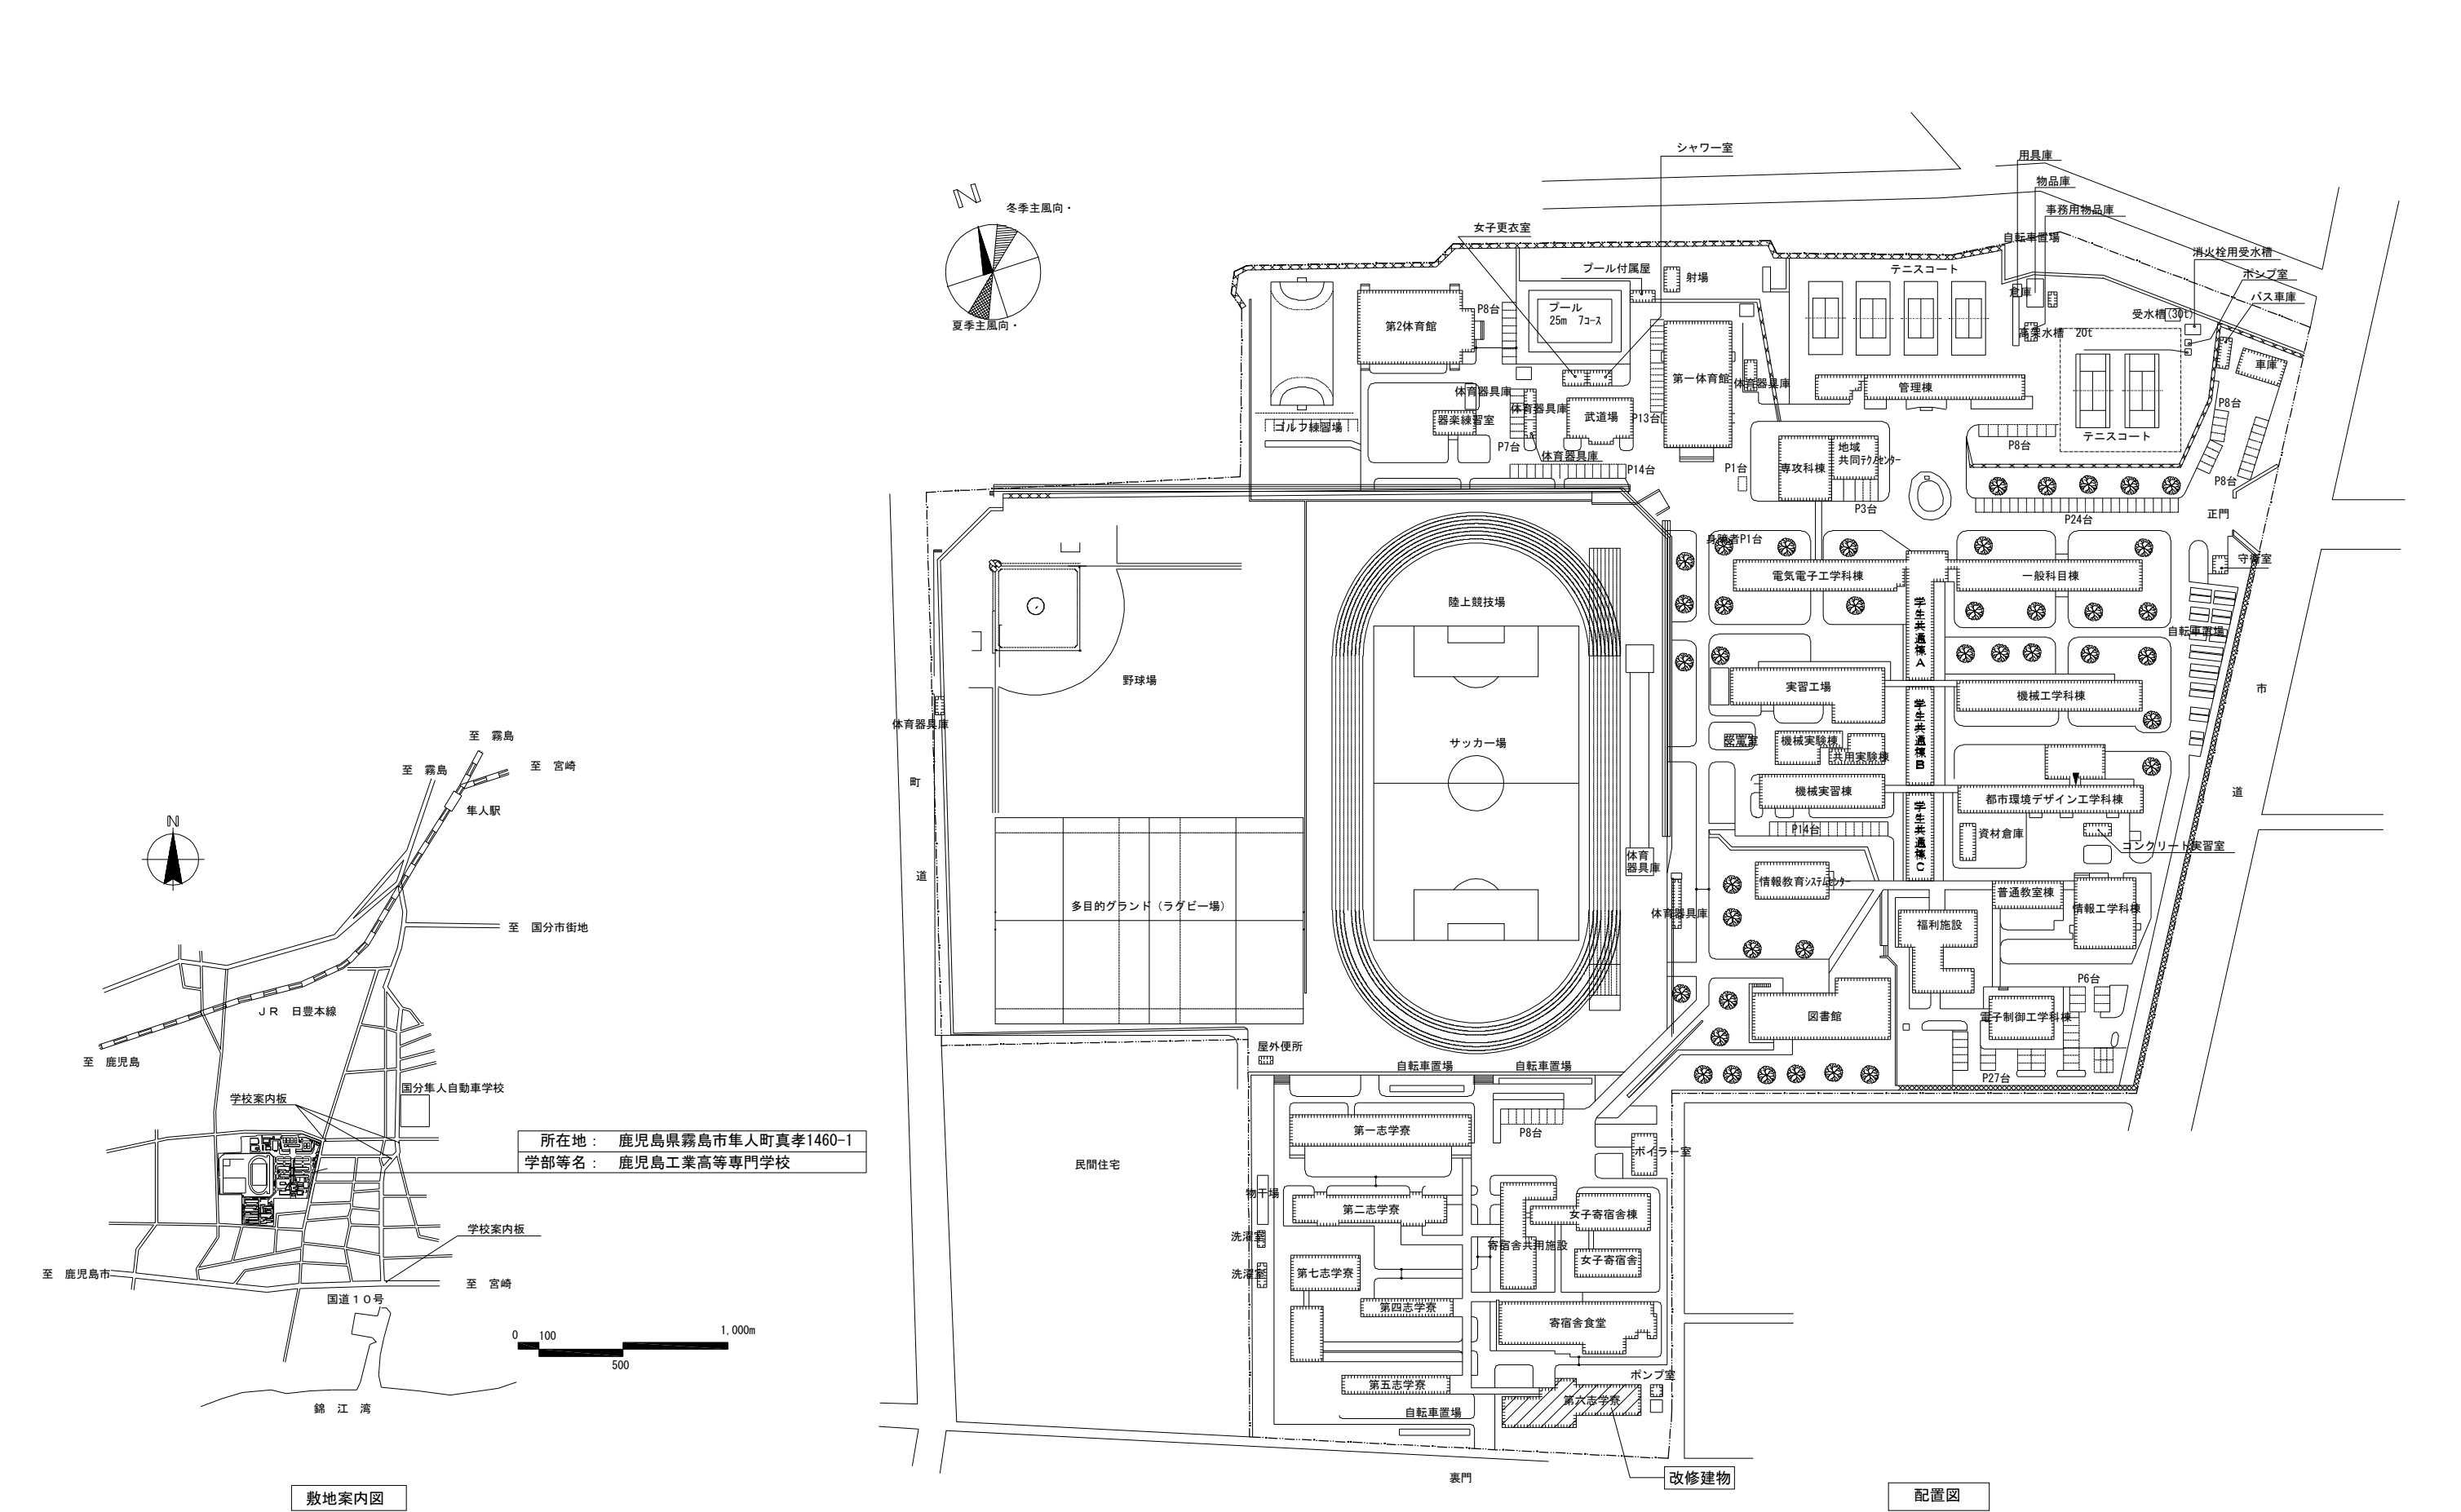 シャワー室
用具庫
物品庫
事務用物品庫
冬季主風向・
女子更衣室
自転車置場
消火栓用受水槽
プール付属屋
射場
テニスコート
ポンプ室
倉庫
バス車庫
夏季主風向・
第2体育館
P8台
プール
25m 7コース
受水槽(30t)
高架水槽 20t
車庫
第一体育館
体育器具庫
管理棟
体育器具庫
体育器具庫
武道場
P13台
器楽練習室
ゴルフ練習場
P8台
テニスコート
P8台
P7台
体育器具庫
P14台
P1台
専攻科棟
地域
共同テクノセンター
P3台
P8台
P24台
正門
身障者P1台
守衛室
電気電子工学科棟
一般科目棟
陸上競技場
学生共通棟A
自転車置場
野球場
体育器具庫
実習工場
機械工学科棟
市
道
サッカー場
学生共通棟B
受電室
機械実験棟
共用実験棟
町
道
機械実習棟
都市環境デザイン工学科棟
P14台
学生共通棟C
資材倉庫
コンクリート実習室
体育
器具庫
情報教育システムセンター
普通教室棟
情報工学科棟
体育器具庫
多目的グランド(ラグビー場)
福利施設
P6台
図書館
電子制御工学科棟
P27台
屋外便所
自転車置場
自転車置場
第一志学寮
P8台
ボイラー室
民間住宅
物干場
第二志学寮
女子寄宿舎棟
洗濯室
寄宿舎共用施設
女子寄宿舎
洗濯室
第七志学寮
第四志学寮
寄宿舎食堂
第五志学寮
ポンプ室
第六志学寮
自転車置場
裏門
改修建物
配置図
至 霧島
至 霧島
至 宮崎
隼人駅
N
至 国分市街地
JR 日豊本線
至 鹿児島
国分隼人自動車学校
学校案内板
所在地: 鹿児島県霧島市隼人町真孝1460-1
学部等名: 鹿児島工業高等専門学校
学校案内板
至 鹿児島市
至 宮崎
国道10号
0 100 1,000m
500
錦 江 湾
敷地案内図
N